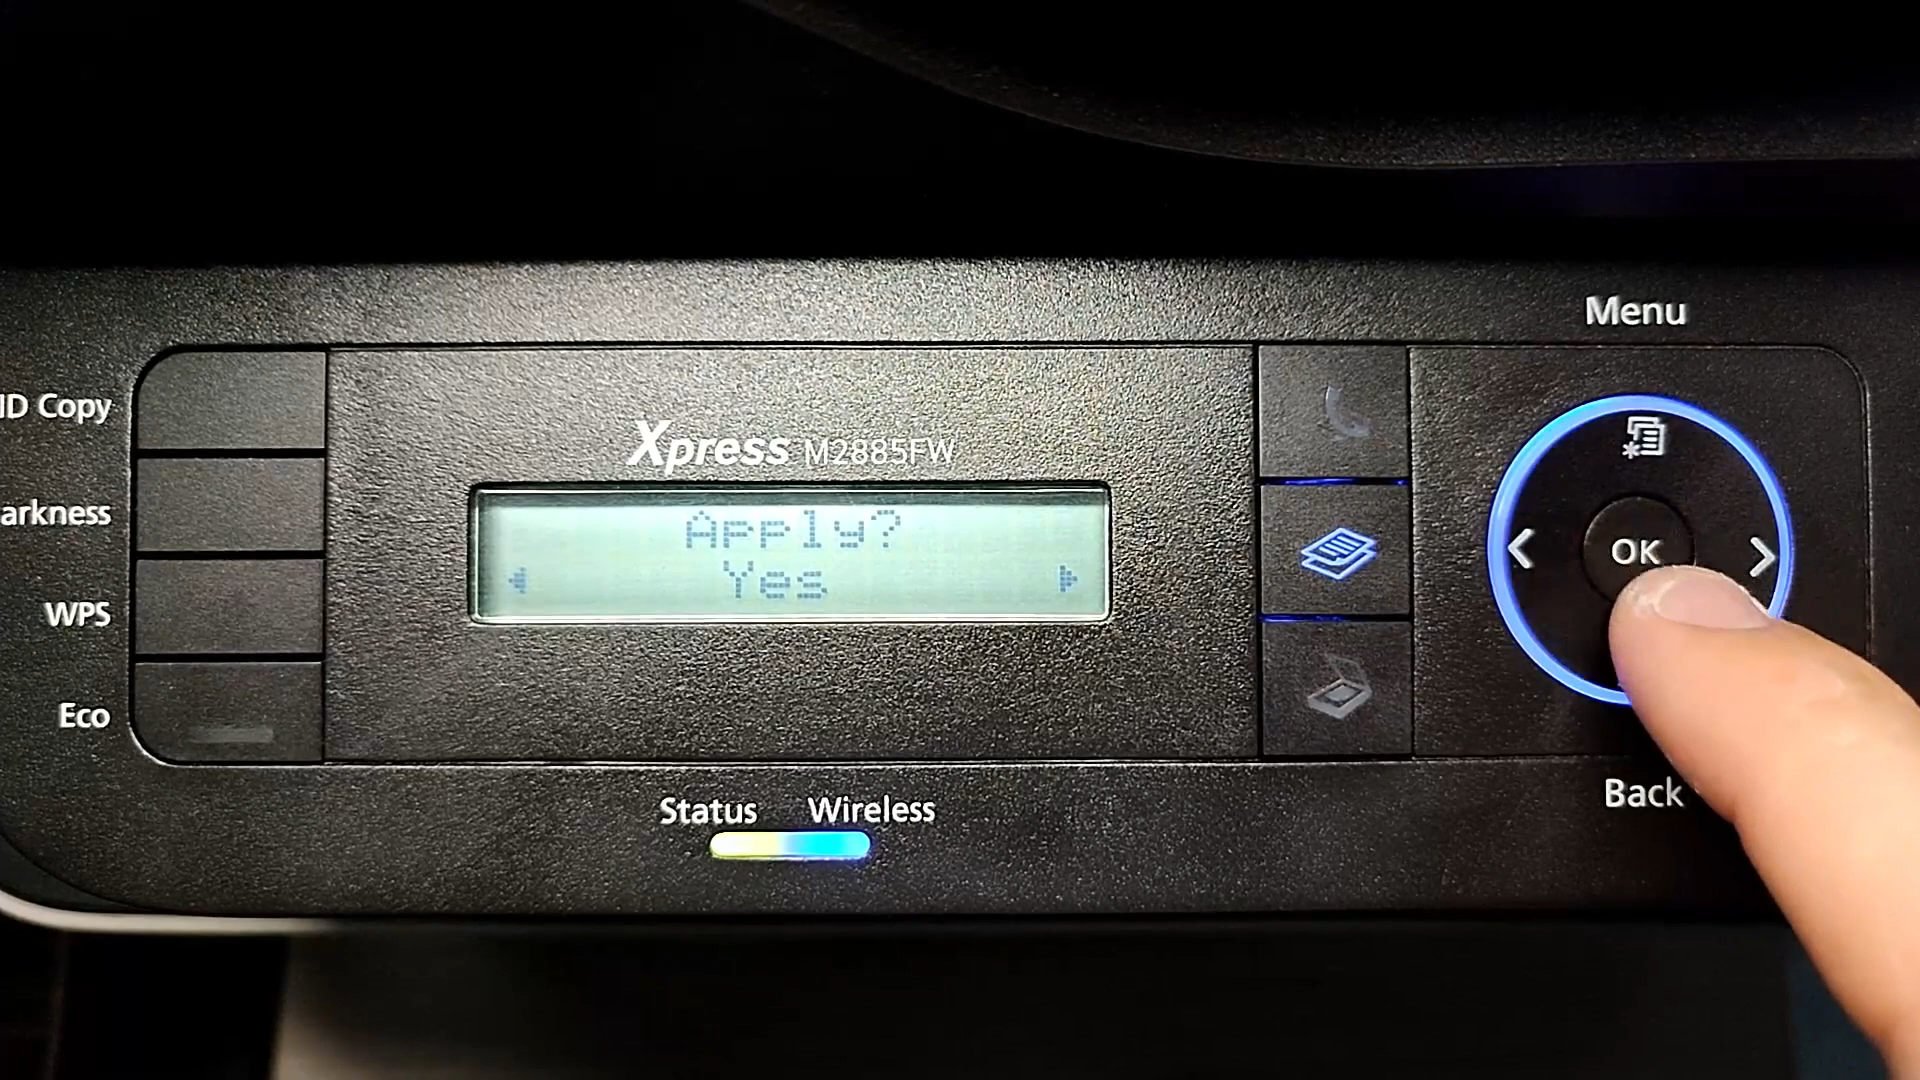 Menu
ID Copy
arkness
WPS
Eco
Xpress M2885FW
Apply?
Yes
OK
Status Wireless
Back